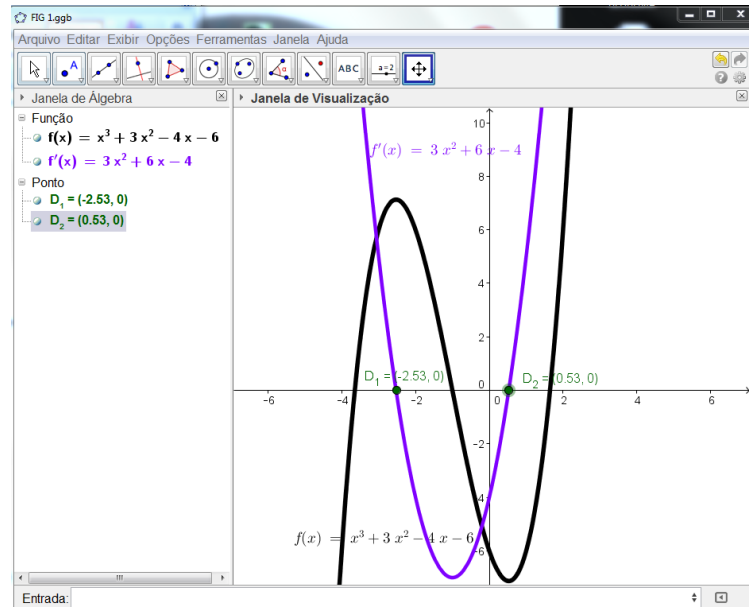 FIG 1.ggb
Arquivo Editar Exibir Opções Ferramentas Janela Ajuda
A
α
ABC
a=2
Janela de Álgebra
Janela de Visualização
Função
f(x) = x³ + 3 x² − 4 x − 6
f'(x) = 3 x² + 6 x − 4
Ponto
D₁ = (-2.53, 0)
D₂ = (0.53, 0)
f'(x) = 3 x² + 6 x − 4
10
8
6
4
2
0
D₁ = (-2.53, 0)
D₂ = (0.53, 0)
-6 -4 -2 0 2 4 6
-2
-4
-6
f(x) = x³ + 3 x² − 4 x − 6
Entrada: